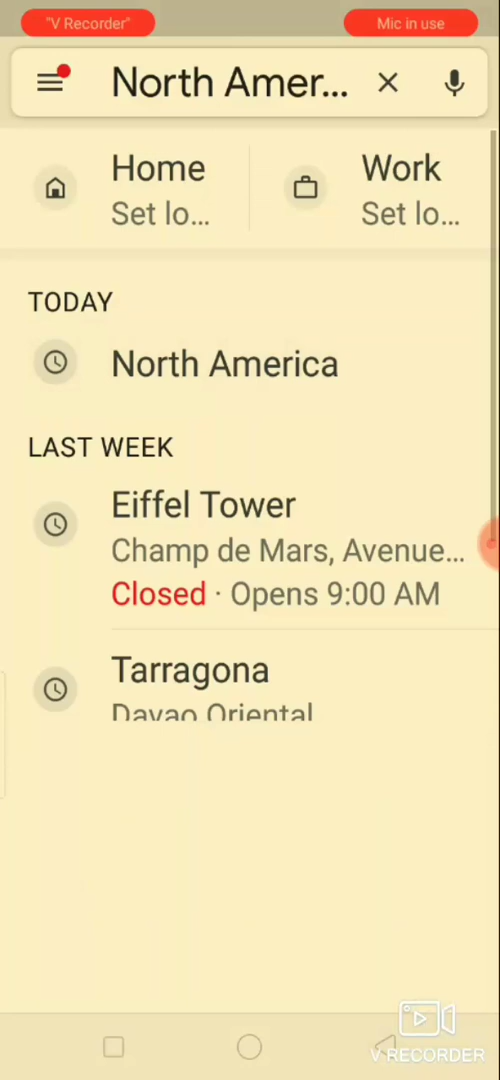 "V Recorder"
Mic in use
North Amer...
Home
Work
Set lo...
Set lo...
TODAY
North America
LAST WEEK
Eiffel Tower
Champ de Mars, Avenue...
Closed · Opens 9:00 AM
Tarragona
Davao Oriental
V RECORDER